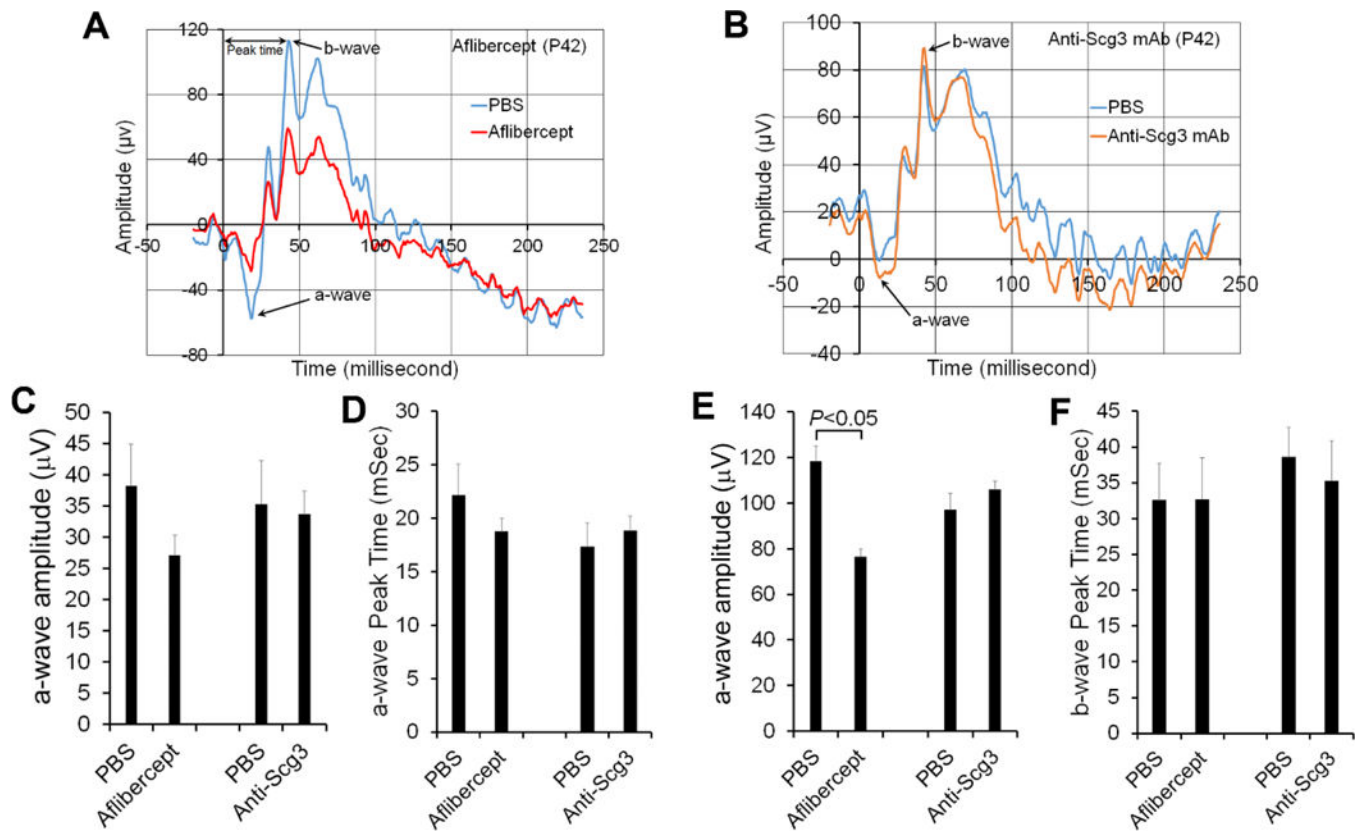 A
Aflibercept (P42)
Peak time
b-wave
PBS
Aflibercept
a-wave
Amplitude (µv)
120
80
40
0
-40
-80
-50
0
50
100
150
200
250
Time (millisecond)
B
Anti-Scg3 mAb (P42)
b-wave
PBS
Anti-Scg3 mAb
a-wave
Amplitude (µV)
100
80
60
40
20
0
-20
-40
-50
0
50
100
150
200
250
Time (millisecond)
C
a-wave amplitude (µV)
50
45
40
35
30
25
20
15
10
5
0
PBS
Aflibercept
PBS
Anti-Scg3
D
a-wave Peak Time (mSec)
30
25
20
15
10
5
0
PBS
Aflibercept
PBS
Anti-Scg3
E
a-wave amplitude (µV)
140
120
100
80
60
40
20
0
P<0.05
PBS
Aflibercept
PBS
Anti-Scg3
F
b-wave Peak Time (mSec)
45
40
35
30
25
20
15
10
5
0
PBS
Aflibercept
PBS
Anti-Scg3